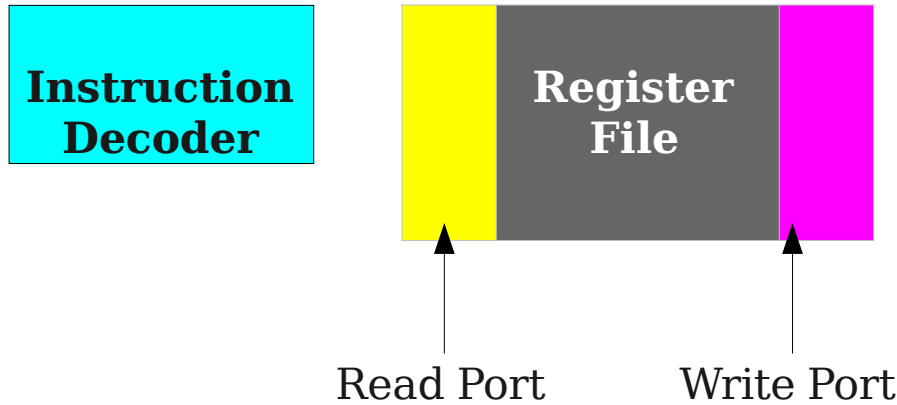 Instruction
Decoder
Register
File
Read Port
Write Port